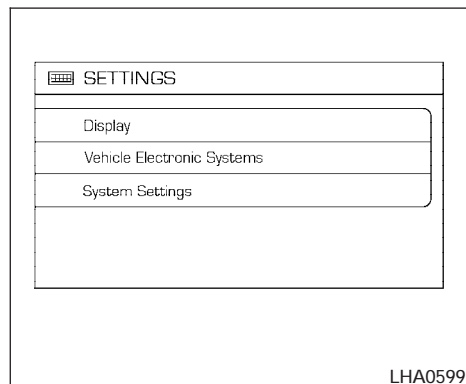 SETTINGS
Display
Vehicle Electronic Systems
System Settings
LHA0599